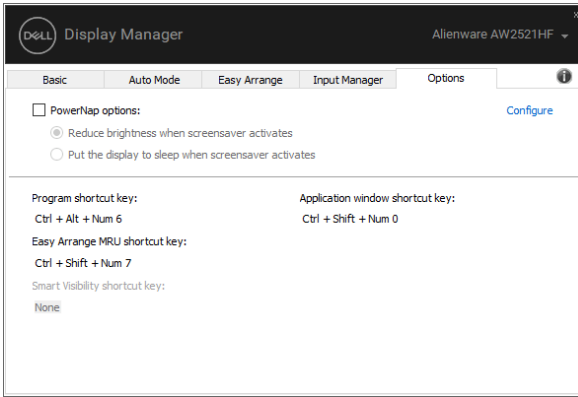 DELL Display Manager Alienware AW2521HF
Basic Auto Mode Easy Arrange Input Manager Options
PowerNap options: Configure
Reduce brightness when screensaver activates
Put the display to sleep when screensaver activates
Program shortcut key: Application window shortcut key:
Ctrl + Alt + Num 6 Ctrl + Shift + Num 0
Easy Arrange MRU shortcut key:
Ctrl + Shift + Num 7
Smart Visibility shortcut key:
None